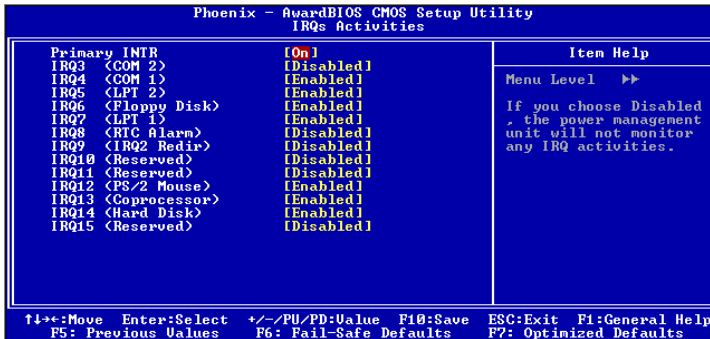 Phoenix - AwardBIOS CMOS Setup Utility
IRQs Activities
Primary INTR [On]
IRQ3 (COM 2) [Disabled]
IRQ4 (COM 1) [Enabled]
IRQ5 (LPT 2) [Enabled]
IRQ6 (Floppy Disk) [Enabled]
IRQ7 (LPT 1) [Enabled]
IRQ8 (RTC Alarm) [Disabled]
IRQ9 (IRQ2 Redir) [Disabled]
IRQ10 (Reserved) [Disabled]
IRQ11 (Reserved) [Disabled]
IRQ12 (PS/2 Mouse) [Enabled]
IRQ13 (Coprocessor) [Enabled]
IRQ14 (Hard Disk) [Enabled]
IRQ15 (Reserved) [Disabled]
Item Help
Menu Level ▸▸
If you choose Disabled
, the power management
unit will not monitor
any IRQ activities.
↑↓→←:Move Enter:Select +/-/PU/PD:Value F10:Save ESC:Exit F1:General Help
F5: Previous Values F6: Fail-Safe Defaults F7: Optimized Defaults